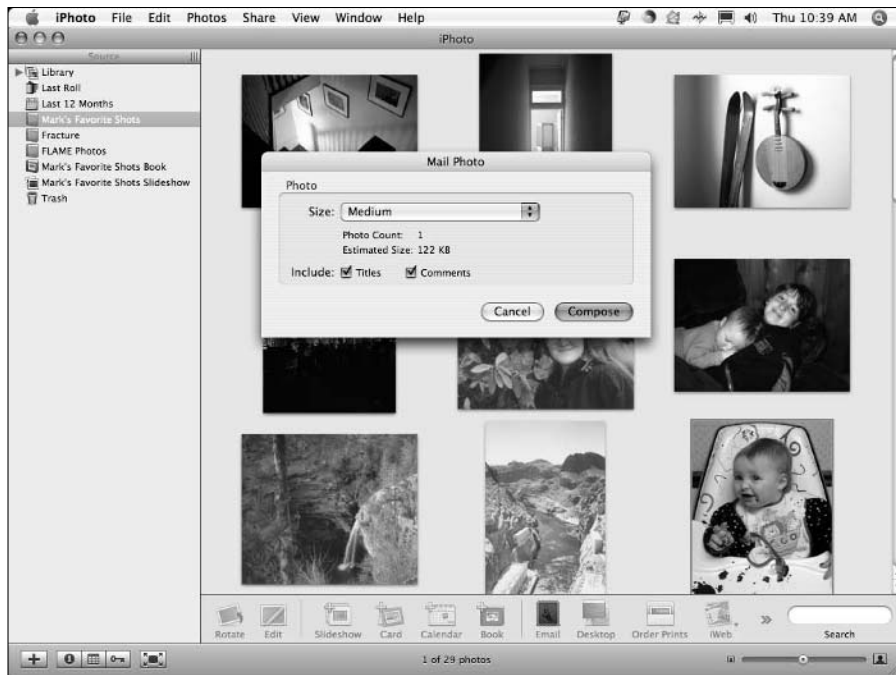 iPhoto File Edit Photos Share View Window Help Thu 10:39 AM
iPhoto
Source
Library
Last Roll
Last 12 Months
Mark's Favorite Shots
Fracture
FLAME Photos
Mark's Favorite Shots Book
Mark's Favorite Shots Slideshow
Trash
Mail Photo
Photo
Size: Medium
Photo Count: 1
Estimated Size: 122 KB
Include: Titles Comments
Cancel Compose
Rotate Edit Slideshow Card Calendar Book Email Desktop Order Prints iWeb Search
1 of 29 photos